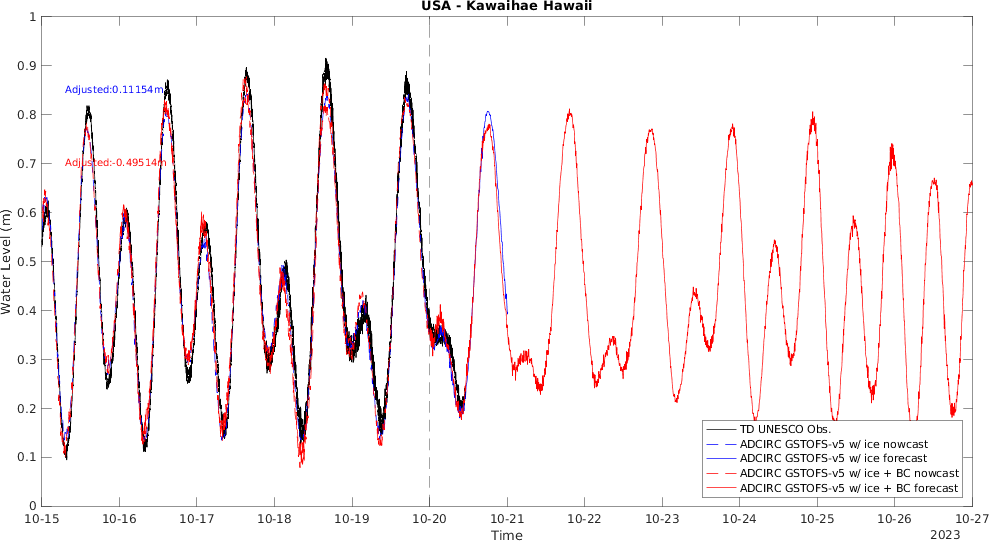 USA - Kawaihae Hawaii
1
0.9
0.8
0.7
0.6
0.5
0.4
0.3
0.2
0.1
0
Water Level (m)
Adjusted:0.11154m
Adjusted:-0.49514m
TD UNESCO Obs.
ADCIRC GSTOFS-v5 w/ ice nowcast
ADCIRC GSTOFS-v5 w/ ice forecast
ADCIRC GSTOFS-v5 w/ ice + BC nowcast
ADCIRC GSTOFS-v5 w/ ice + BC forecast
10-15 10-16 10-17 10-18 10-19 10-20 10-21 10-22 10-23 10-24 10-25 10-26 10-27
Time
2023